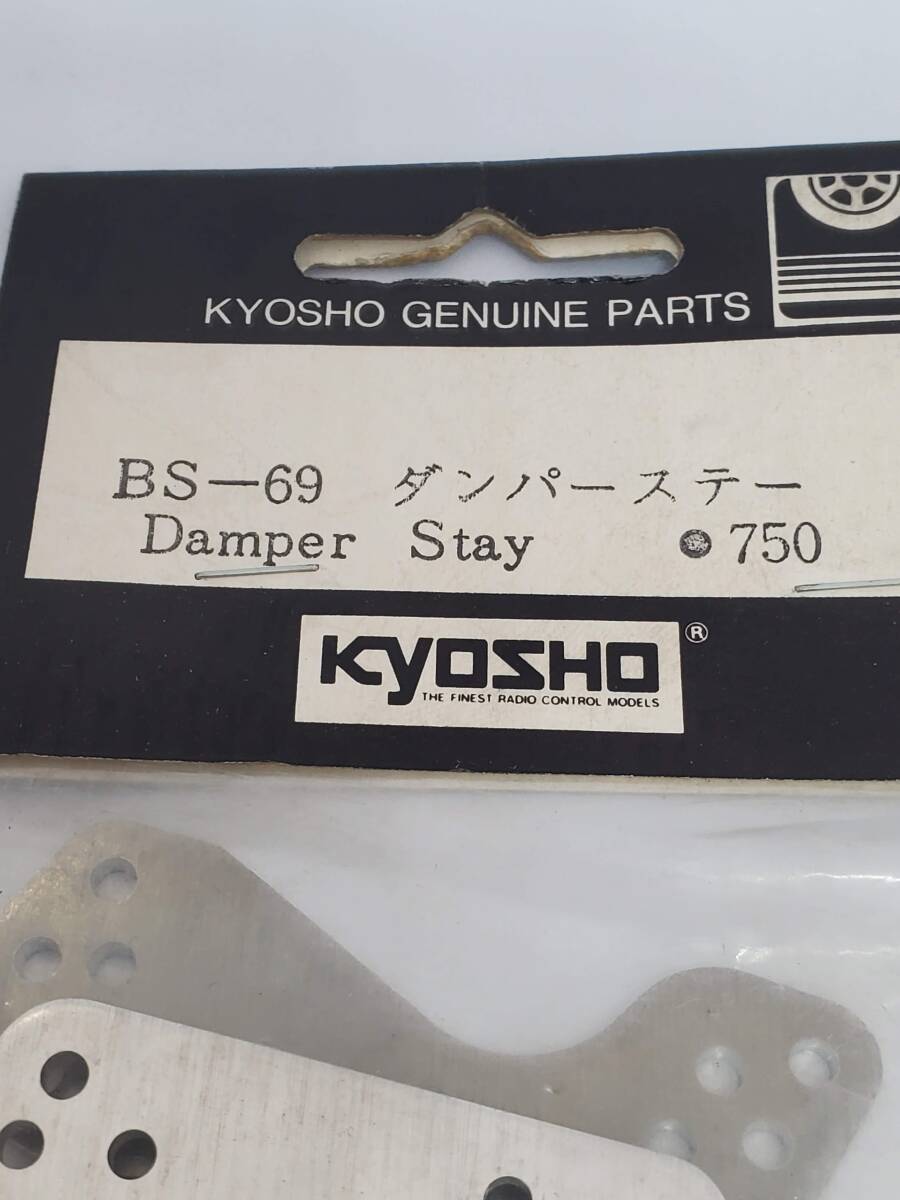 KYOSHO GENUINE PARTS
BS-69 ダンパーステー
Damper Stay ●750
KYOSHO ®
THE FINEST RADIO CONTROL MODELS